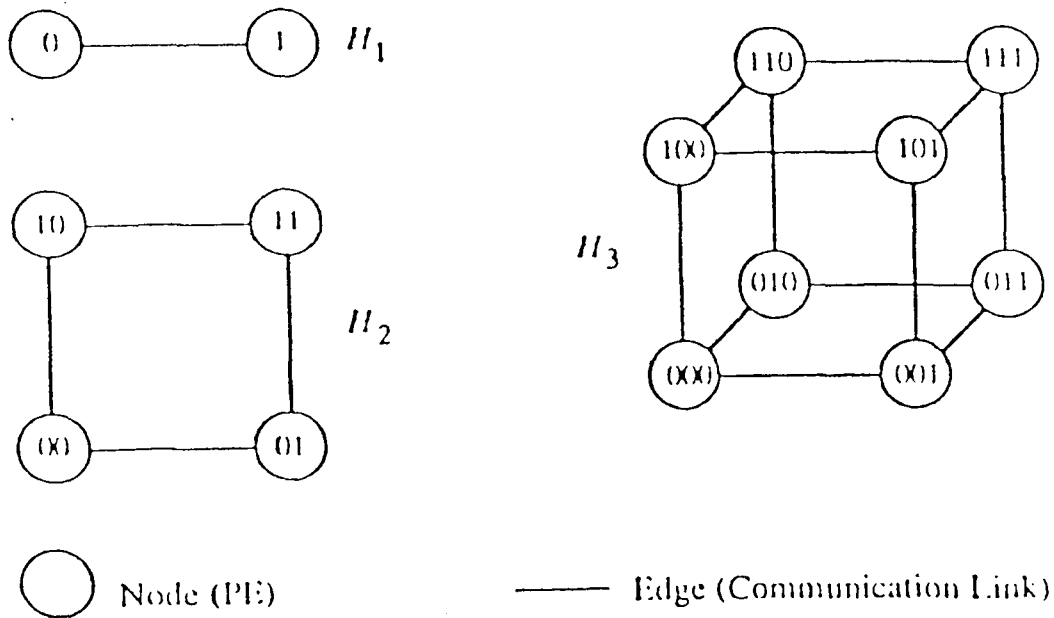 0 1 H1
110 111
100 101
10 11
H3
010 011
H2
000 001
00 01
Node (PE)
Edge (Communication Link)